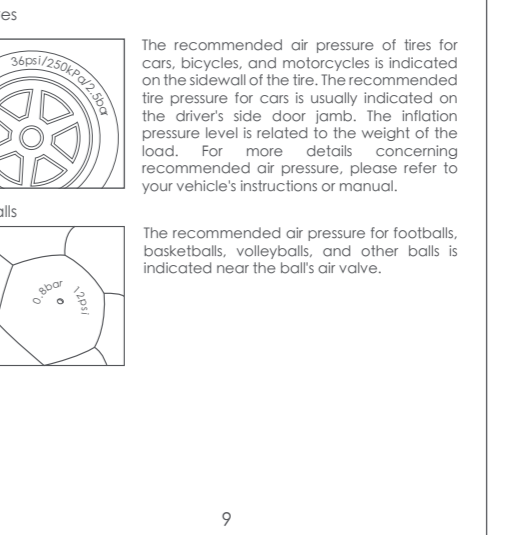 36psi/250kPa/2.5bar
The recommended air pressure of tires for
cars, bicycles, and motorcycles is indicated
on the sidewall of the tire. The recommended
tire pressure for cars is usually indicated on
the driver's side door jamb. The inflation
pressure level is related to the weight of the
load. For more details concerning
recommended air pressure, please refer to
your vehicle's instructions or manual.
0.8bar 12psi
The recommended air pressure for footballs,
basketballs, volleyballs, and other balls is
indicated near the ball's air valve.
9